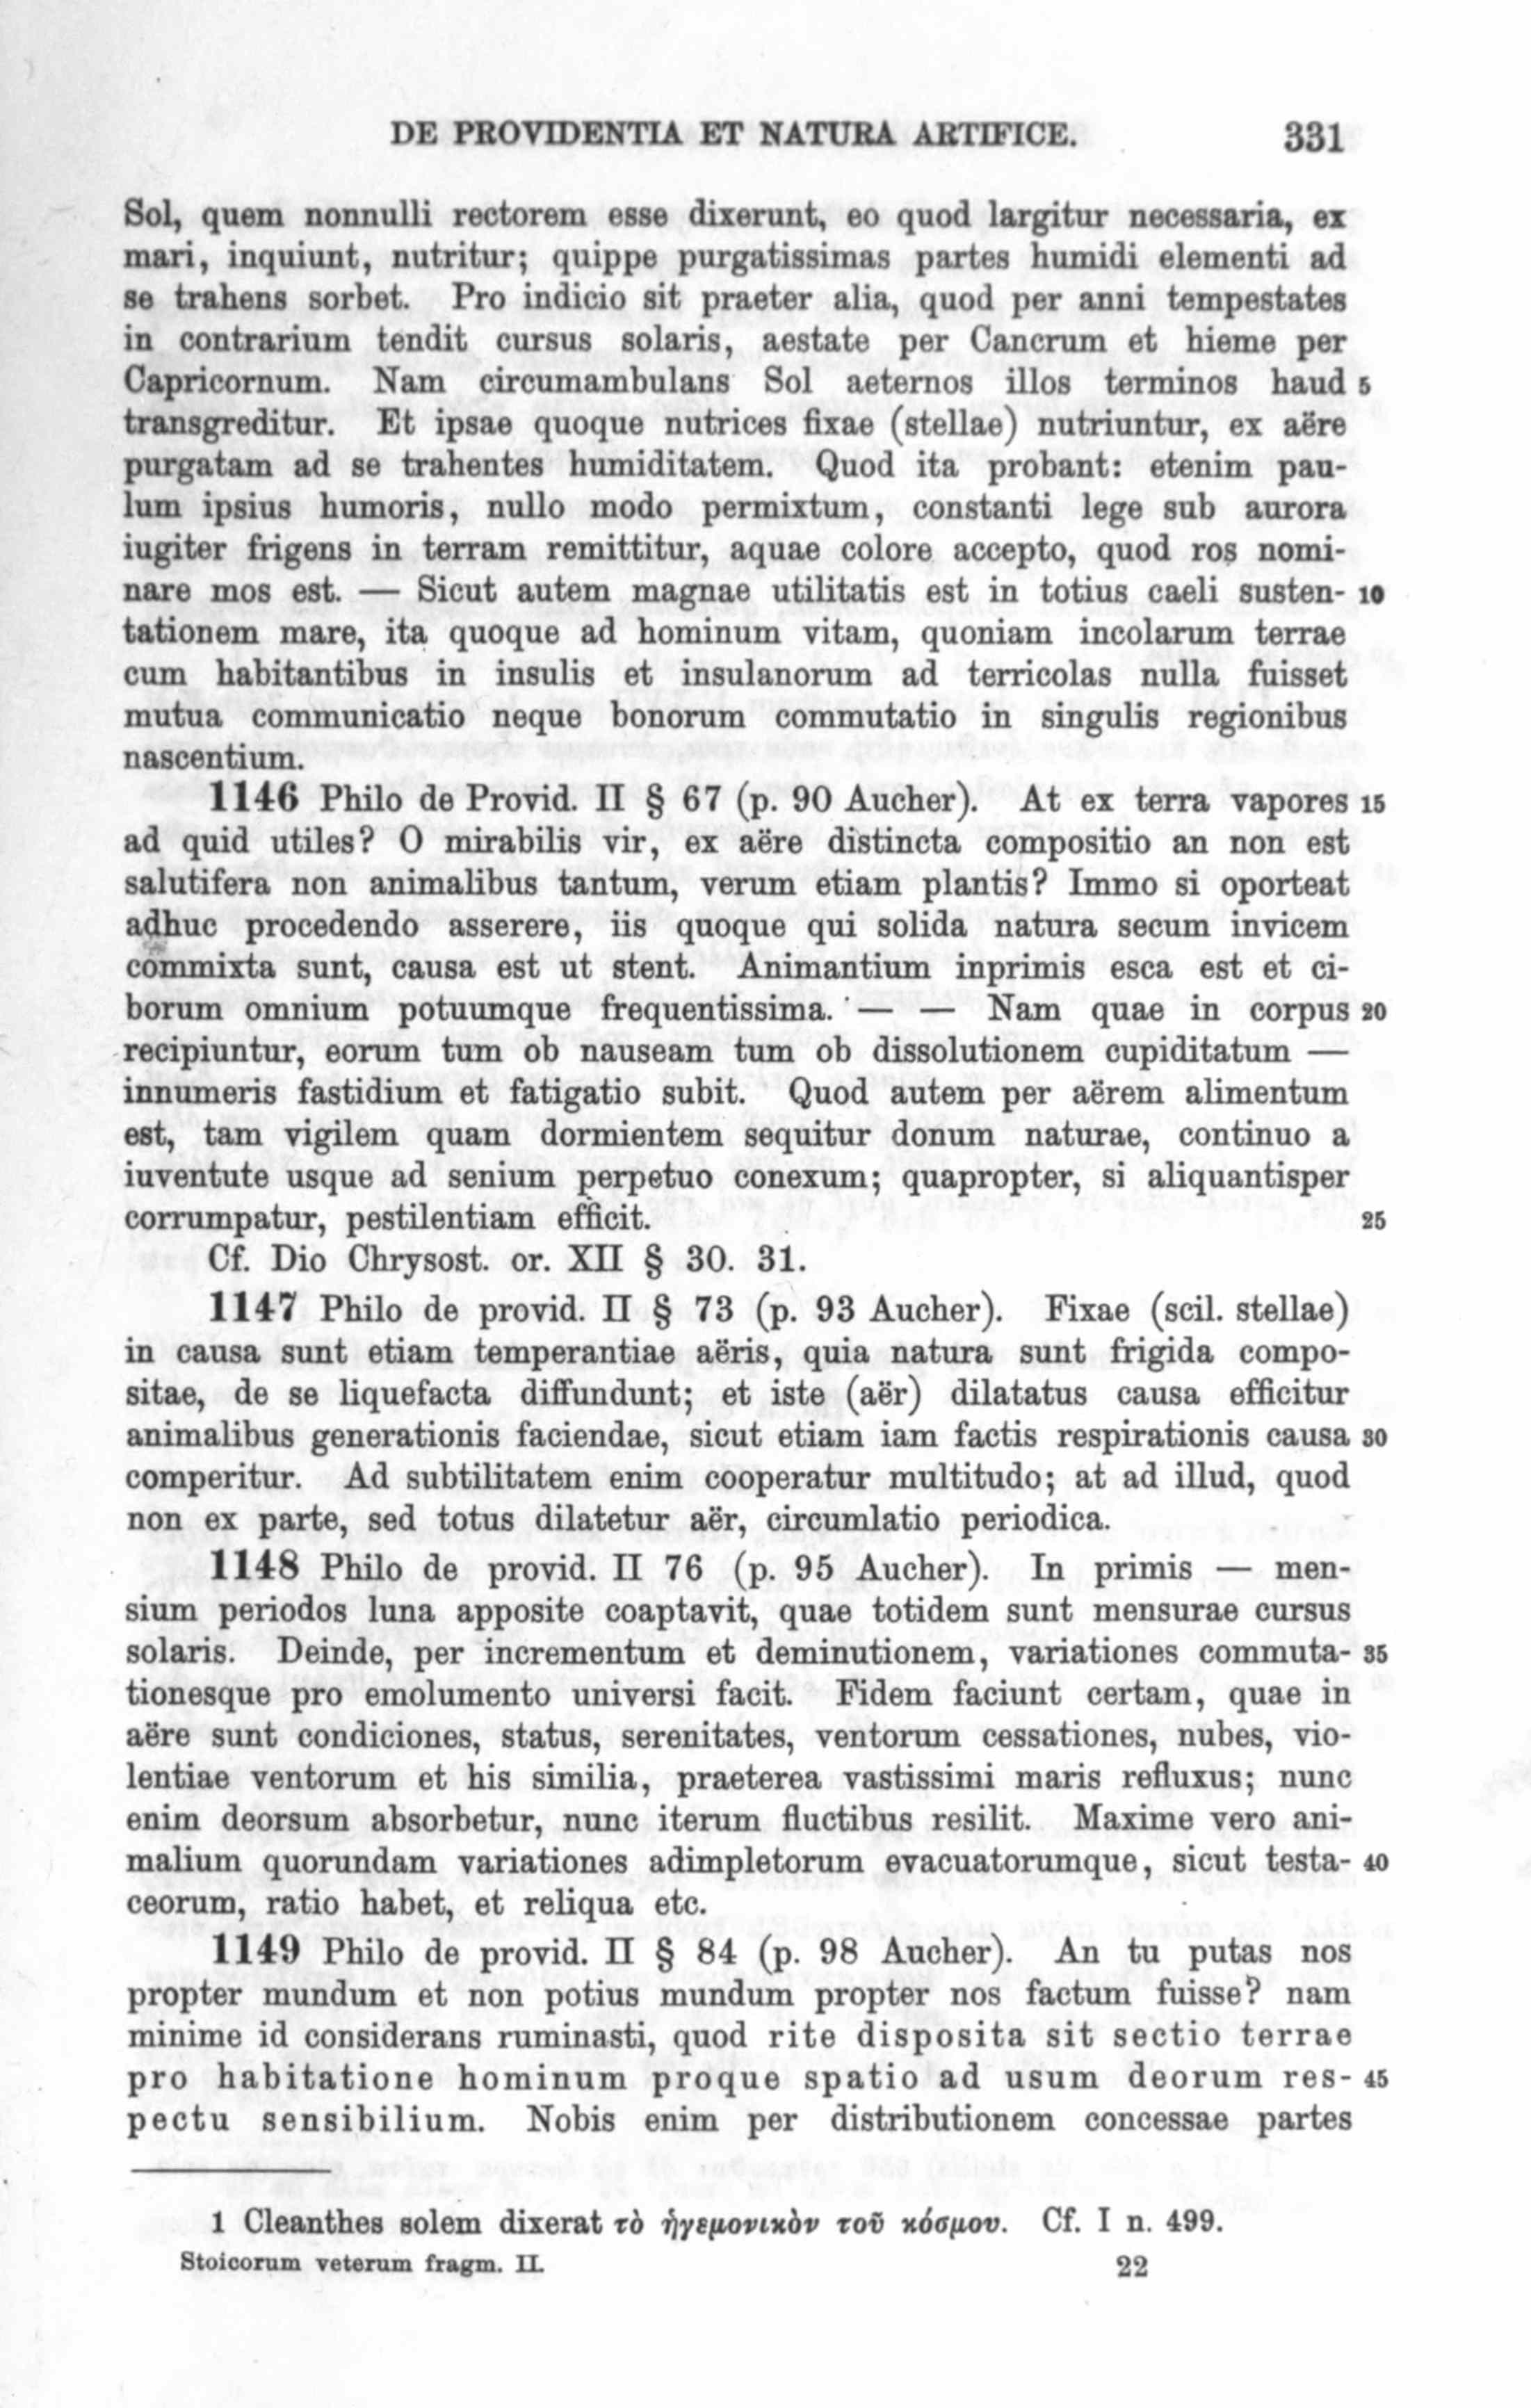 DE PROVIDENTIA ET NATURA ARTIFICE. 331
Sol, quem nonnulli rectorem esse dixerunt, eo quod largitur necessaria, ex
mari, inquiunt, nutritur; quippe purgatissimas partes humidi elementi ad
se trahens sorbet. Pro indicio sit praeter alia, quod per anni tempestates
in contrarium tendit cursus solaris, aestate per Cancrum et hieme per
Capricornum. Nam circumambulans Sol aeternos illos terminos haud 5
transgreditur. Et ipsae quoque nutrices fixae (stellae) nutriuntur, ex aëre
purgatam ad se trahentes humiditatem. Quod ita probant: etenim pau-
lum ipsius humoris, nullo modo permixtum, constanti lege sub aurora
iugiter frigens in terram remittitur, aquae colore accepto, quod ros nomi-
nare mos est. — Sicut autem magnae utilitatis est in totius caeli susten- 10
tationem mare, ita quoque ad hominum vitam, quoniam incolarum terrae
cum habitantibus in insulis et insulanorum ad terricolas nulla fuisset
mutua communicatio neque bonorum commutatio in singulis regionibus
nascentium.
1146 Philo de Provid. II § 67 (p. 90 Aucher). At ex terra vapores 15
ad quid utiles? O mirabilis vir, ex aëre distincta compositio an non est
salutifera non animalibus tantum, verum etiam plantis? Immo si oporteat
adhuc procedendo asserere, iis quoque qui solida natura secum invicem
commixta sunt, causa est ut stent. Animantium inprimis esca est et ci-
borum omnium potuumque frequentissima. — — Nam quae in corpus 20
recipiuntur, eorum tum ob nauseam tum ob dissolutionem cupiditatum —
innumeris fastidium et fatigatio subit. Quod autem per aërem alimentum
est, tam vigilem quam dormientem sequitur donum naturae, continuo a
iuventute usque ad senium perpetuo conexum; quapropter, si aliquantisper
corrumpatur, pestilentiam efficit. 25
Cf. Dio Chrysost. or. XII § 30. 31.
1147 Philo de provid. II § 73 (p. 93 Aucher). Fixae (scil. stellae)
in causa sunt etiam temperantiae aëris, quia natura sunt frigida compo-
sitae, de se liquefacta diffundunt; et iste (aër) dilatatus causa efficitur
animalibus generationis faciendae, sicut etiam iam factis respirationis causa 30
comperitur. Ad subtilitatem enim cooperatur multitudo; at ad illud, quod
non ex parte, sed totus dilatetur aër, circumlatio periodica.
1148 Philo de provid. II 76 (p. 95 Aucher). In primis — men-
sium periodos luna apposite coaptavit, quae totidem sunt mensurae cursus
solaris. Deinde, per incrementum et deminutionem, variationes commuta- 35
tionesque pro emolumento universi facit. Fidem faciunt certam, quae in
aëre sunt condiciones, status, serenitates, ventorum cessationes, nubes, vio-
lentiae ventorum et his similia, praeterea vastissimi maris refluxus; nunc
enim deorsum absorbetur, nunc iterum fluctibus resilit. Maxime vero ani-
malium quorundam variationes adimpletorum evacuatorumque, sicut testa- 40
ceorum, ratio habet, et reliqua etc.
1149 Philo de provid. II § 84 (p. 98 Aucher). An tu putas nos
propter mundum et non potius mundum propter nos factum fuisse? nam
minime id considerans ruminasti, quod rite disposita sit sectio terrae
pro habitatione hominum proque spatio ad usum deorum res- 45
pectu sensibilium. Nobis enim per distributionem concessae partes
1 Cleanthes solem dixerat τὸ ἡγεμονικὸν τοῦ κόσμου. Cf. I n. 499.
Stoicorum veterum fragm. II. 22